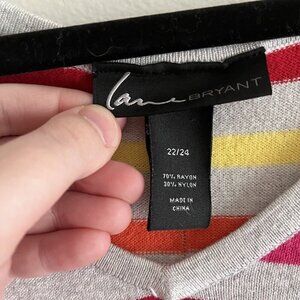 Lane BRYANT
22/24
70% RAYON
30% NYLON
MADE IN
CHINA